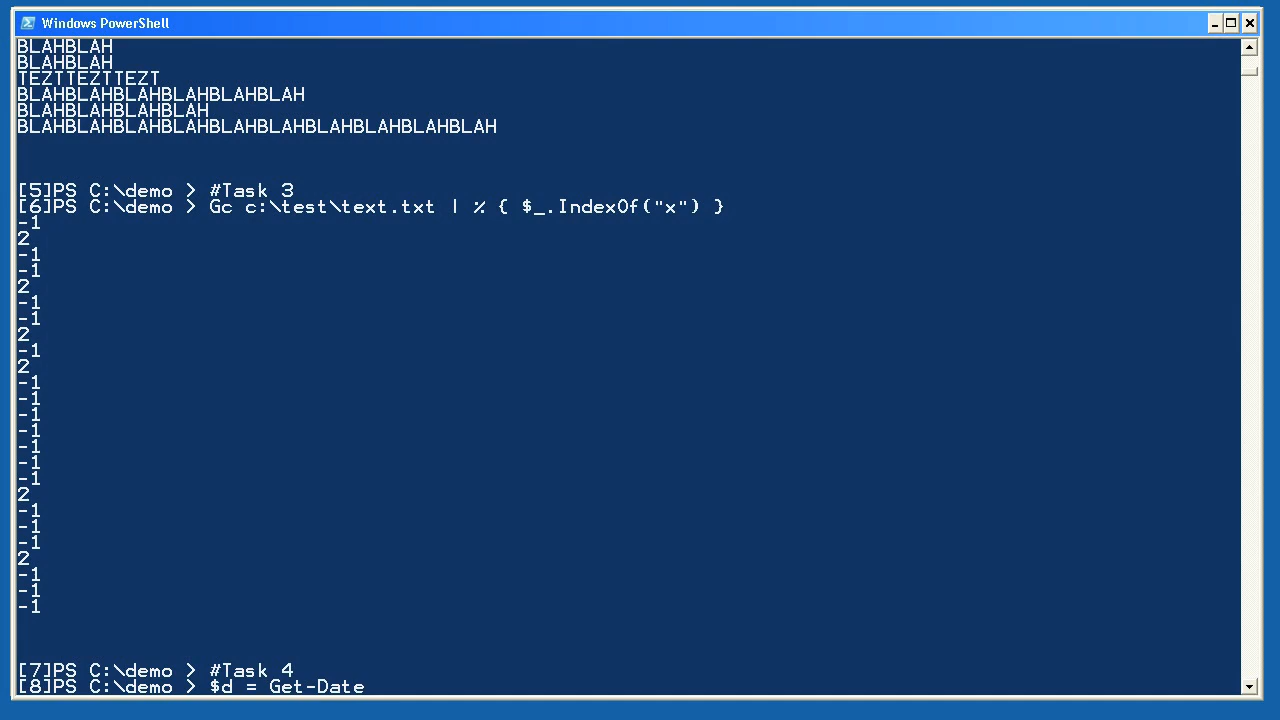 Windows PowerShell
BLAHBLAH
BLAHBLAH
TEZTTEZTTEZT
BLAHBLAHBLAHBLAHBLAHBLAH
BLAHBLAHBLAHBLAH
BLAHBLAHBLAHBLAHBLAHBLAHBLAHBLAHBLAHBLAH
[5]PS C:\demo > #Task 3
[6]PS C:\demo > Gc c:\test\text.txt | % { $_.IndexOf("x") }
-1
2
-1
-1
2
-1
-1
2
-1
2
-1
-1
-1
-1
-1
-1
-1
2
-1
-1
-1
2
-1
-1
-1
[7]PS C:\demo > #Task 4
[8]PS C:\demo > $d = Get-Date